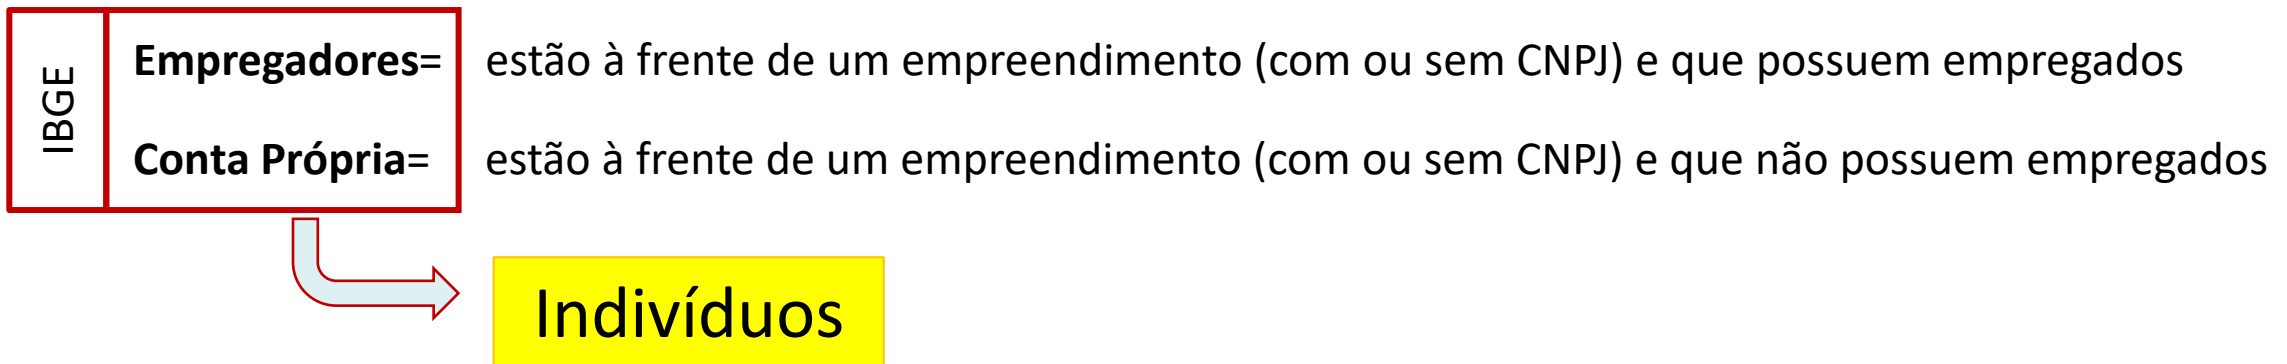 IBGE
Empregadores= estão à frente de um empreendimento (com ou sem CNPJ) e que possuem empregados
Conta Própria= estão à frente de um empreendimento (com ou sem CNPJ) e que não possuem empregados
Indivíduos